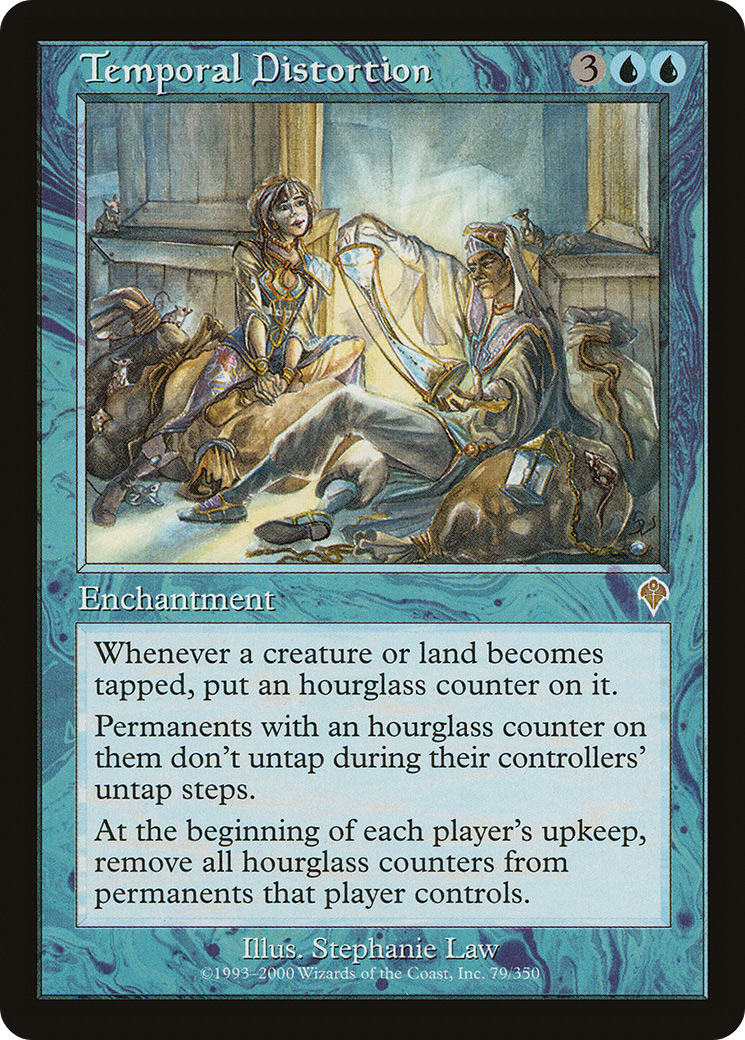 Temporal Distortion 3
Enchantment
Whenever a creature or land becomes
tapped, put an hourglass counter on it.
Permanents with an hourglass counter on
them don't untap during their controllers'
untap steps.
At the beginning of each player's upkeep,
remove all hourglass counters from
permanents that player controls.
Illus. Stephanie Law
©1993–2000 Wizards of the Coast, Inc. 79/350